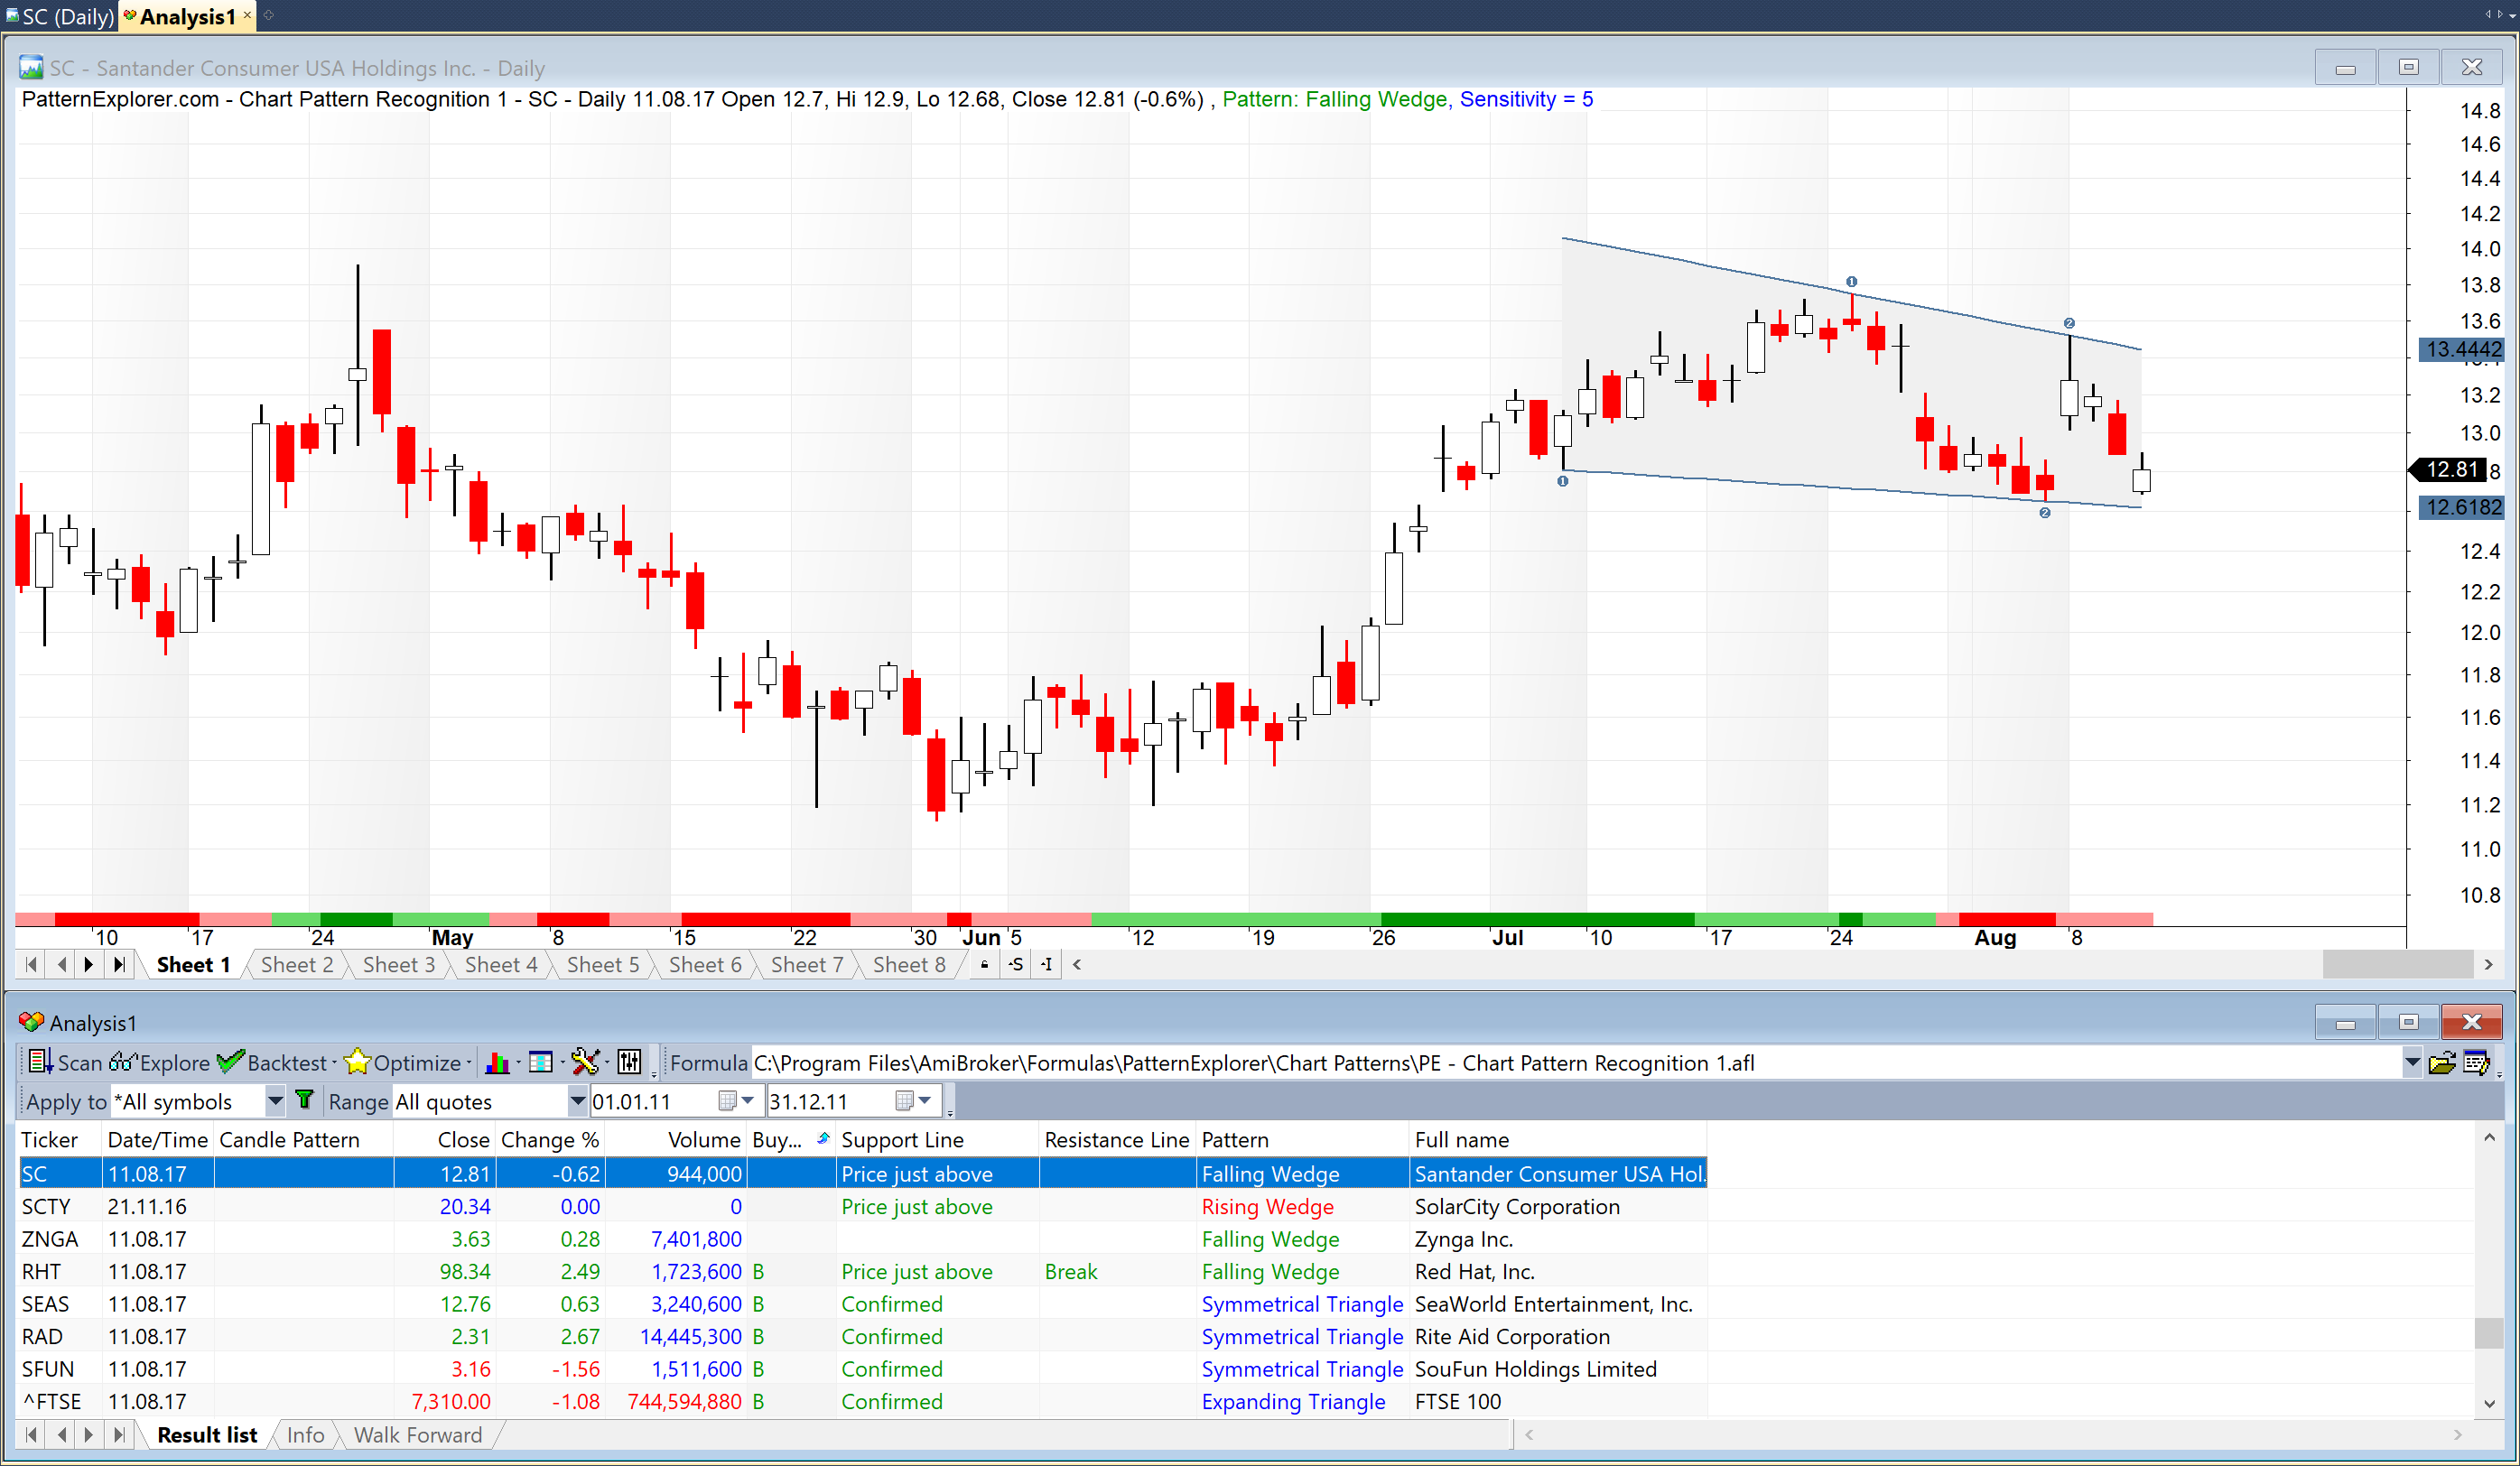 SC (Daily) Analysis1
SC - Santander Consumer USA Holdings Inc. - Daily
PatternExplorer.com - Chart Pattern Recognition 1 - SC - Daily 11.08.17 Open 12.7, Hi 12.9, Lo 12.68, Close 12.81 (-0.6%) , Pattern: Falling Wedge, Sensitivity = 5
14.8
14.6
14.4
14.2
14.0
13.8
13.6
13.4442
13.2
13.0
12.81
12.6182
12.4
12.2
12.0
11.8
11.6
11.4
11.2
11.0
10.8
1
2
1
2
10 17 24 May 8 15 22 30 Jun 5 12 19 26 Jul 10 17 24 Aug 8
Sheet 1 Sheet 2 Sheet 3 Sheet 4 Sheet 5 Sheet 6 Sheet 7 Sheet 8 S I
Analysis1
Scan Explore Backtest Optimize Formula C:\Program Files\AmiBroker\Formulas\PatternExplorer\Chart Patterns\PE - Chart Pattern Recognition 1.afl
Apply to *All symbols Range All quotes 01.01.11 31.12.11
Ticker Date/Time Candle Pattern Close Change % Volume Buy... Support Line Resistance Line Pattern Full name
SC 11.08.17 12.81 -0.62 944,000 Price just above Falling Wedge Santander Consumer USA Hol...
SCTY 21.11.16 20.34 0.00 0 Price just above Rising Wedge SolarCity Corporation
ZNGA 11.08.17 3.63 0.28 7,401,800 Falling Wedge Zynga Inc.
RHT 11.08.17 98.34 2.49 1,723,600 B Price just above Break Falling Wedge Red Hat, Inc.
SEAS 11.08.17 12.76 0.63 3,240,600 B Confirmed Symmetrical Triangle SeaWorld Entertainment, Inc.
RAD 11.08.17 2.31 2.67 14,445,300 B Confirmed Symmetrical Triangle Rite Aid Corporation
SFUN 11.08.17 3.16 -1.56 1,511,600 B Confirmed Symmetrical Triangle SouFun Holdings Limited
^FTSE 11.08.17 7,310.00 -1.08 744,594,880 B Confirmed Expanding Triangle FTSE 100
Result list Info Walk Forward